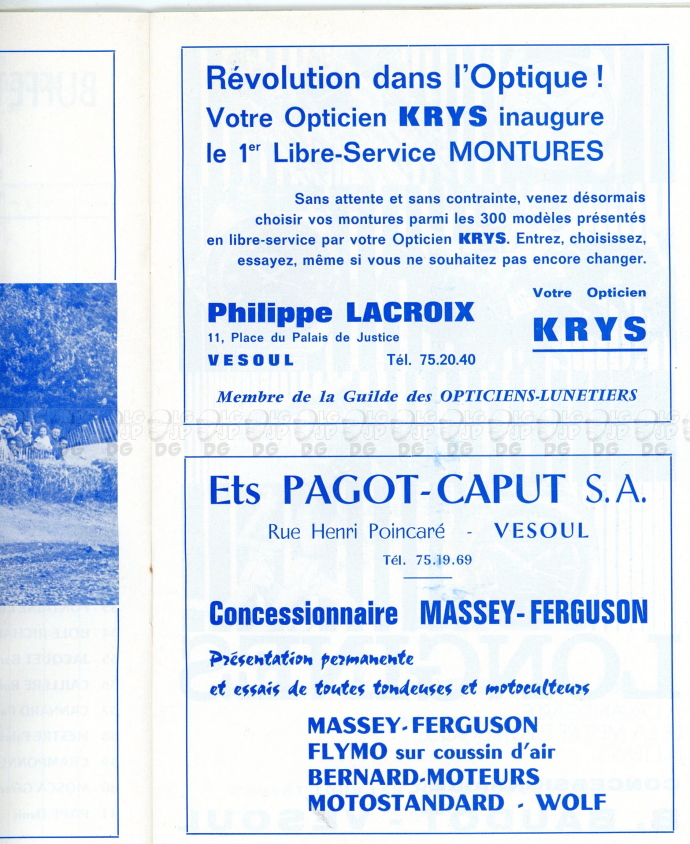 Révolution dans l'Optique !
Votre Opticien KRYS inaugure
le 1er Libre-Service MONTURES
Sans attente et sans contrainte, venez désormais
choisir vos montures parmi les 300 modèles présentés
en libre-service par votre Opticien KRYS. Entrez, choisissez,
essayez, même si vous ne souhaitez pas encore changer.
Philippe LACROIX
11, Place du Palais de Justice
VESOUL Tél. 75.20.40
Votre Opticien
KRYS
Membre de la Guilde des OPTICIENS-LUNETIERS
Ets PAGOT-CAPUT S.A.
Rue Henri Poincaré - VESOUL
Tél. 75.19.69
Concessionnaire MASSEY-FERGUSON
Présentation permanente
et essais de toutes tondeuses et motoculteurs
MASSEY-FERGUSON
FLYMO sur coussin d'air
BERNARD-MOTEURS
MOTOSTANDARD - WOLF